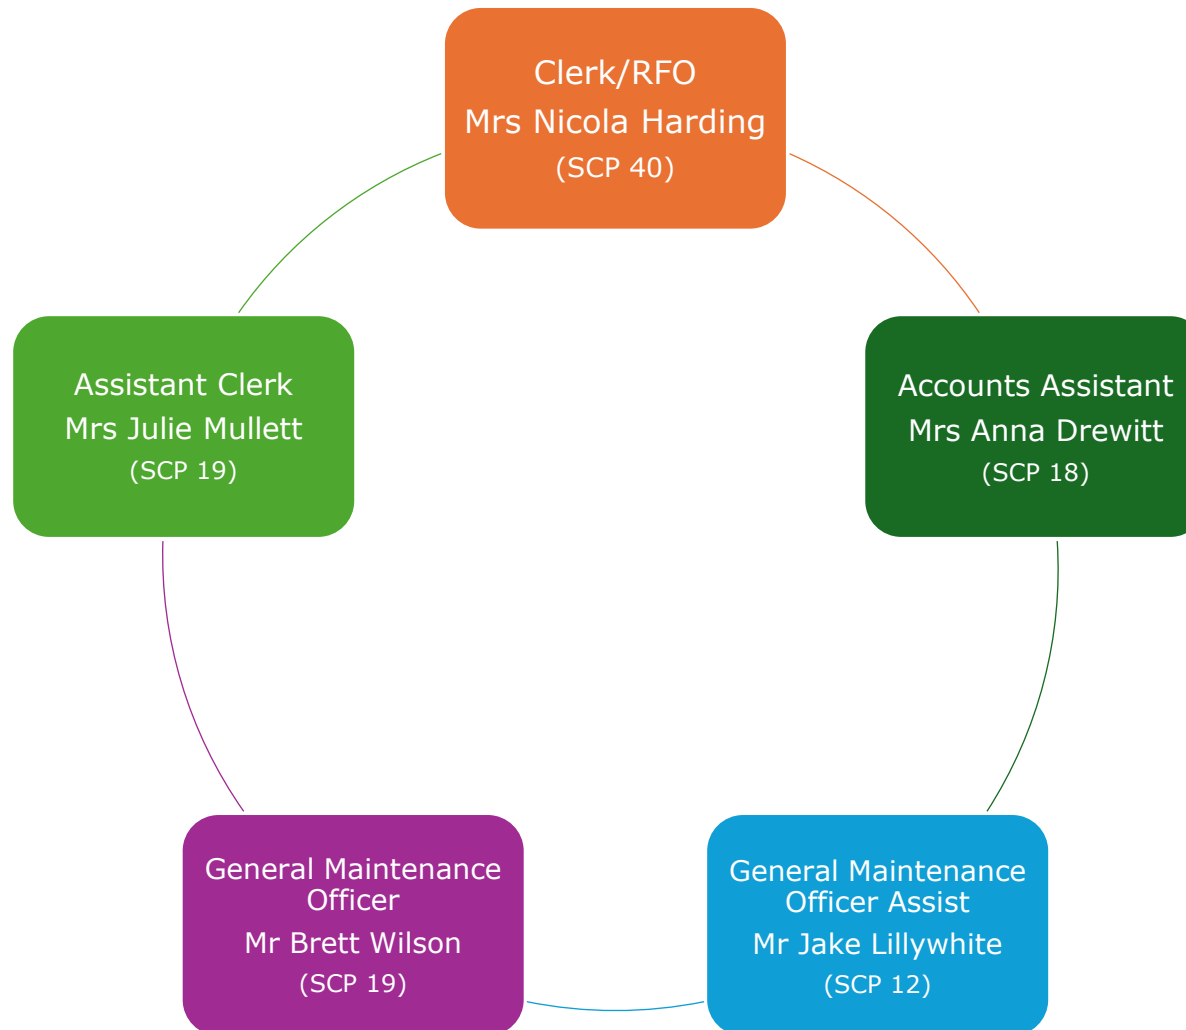 Clerk/RFO
Mrs Nicola Harding
(SCP 40)
Assistant Clerk
Mrs Julie Mullett
(SCP 19)
Accounts Assistant
Mrs Anna Drewitt
(SCP 18)
General Maintenance
Officer
Mr Brett Wilson
(SCP 19)
General Maintenance
Officer Assist
Mr Jake Lillywhite
(SCP 12)